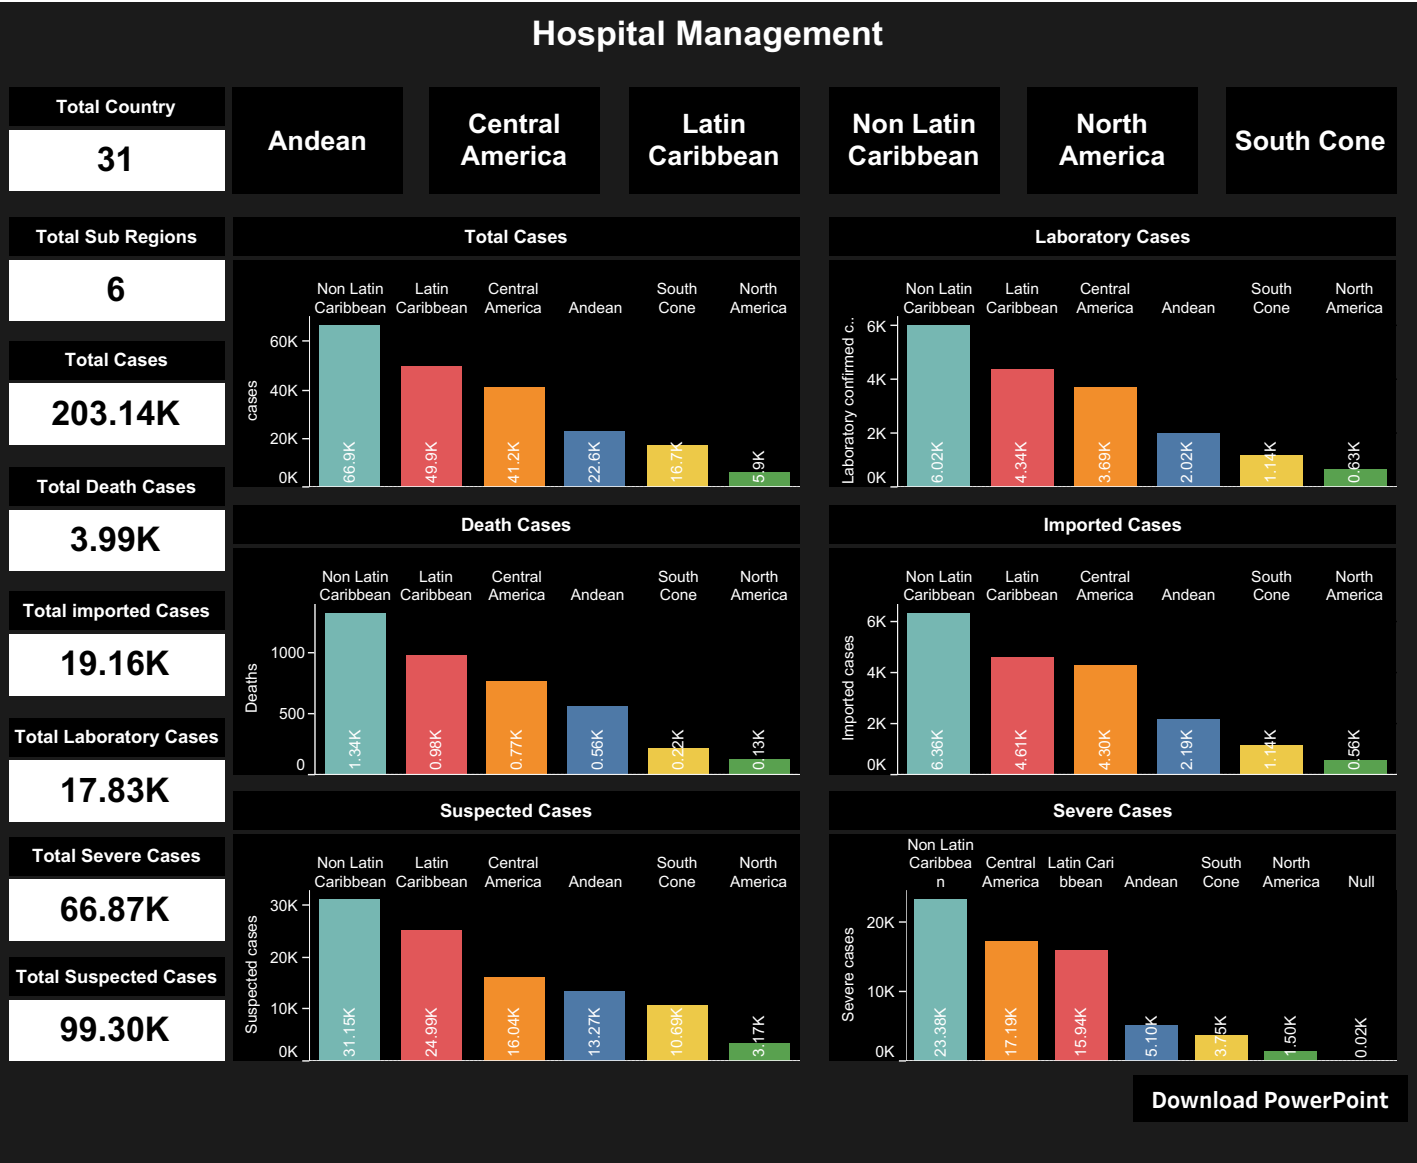 Hospital Management
Total Country
31
Andean
Central
America
Latin
Caribbean
Non Latin
Caribbean
North
America
South Cone
Total Sub Regions
6
Total Cases
203.14K
Total Death Cases
3.99K
Total imported Cases
19.16K
Total Laboratory Cases
17.83K
Total Severe Cases
66.87K
Total Suspected Cases
99.30K
Total Cases
Non Latin
Caribbean
Latin
Caribbean
Central
America
Andean
South
Cone
North
America
cases
60K
40K
20K
0K
66.9K
49.9K
41.2K
22.6K
16.7K
5.9K
Laboratory Cases
Non Latin
Caribbean
Latin
Caribbean
Central
America
Andean
South
Cone
North
America
Laboratory confirmed c..
6K
4K
2K
0K
6.02K
4.34K
3.69K
2.02K
1.14K
0.63K
Death Cases
Non Latin
Caribbean
Latin
Caribbean
Central
America
Andean
South
Cone
North
America
Deaths
1000
500
0
1.34K
0.98K
0.77K
0.56K
0.22K
0.13K
Imported Cases
Non Latin
Caribbean
Latin
Caribbean
Central
America
Andean
South
Cone
North
America
Imported cases
6K
4K
2K
0K
6.36K
4.61K
4.30K
2.19K
1.14K
0.56K
Suspected Cases
Non Latin
Caribbean
Latin
Caribbean
Central
America
Andean
South
Cone
North
America
Suspected cases
30K
20K
10K
0K
31.15K
24.99K
16.04K
13.27K
10.69K
3.17K
Severe Cases
Non Latin
Caribbea
n
Central
America
Latin Cari
bbean
Andean
South
Cone
North
America
Null
Severe cases
20K
10K
0K
23.38K
17.19K
15.94K
5.10K
3.75K
1.50K
0.02K
Download PowerPoint